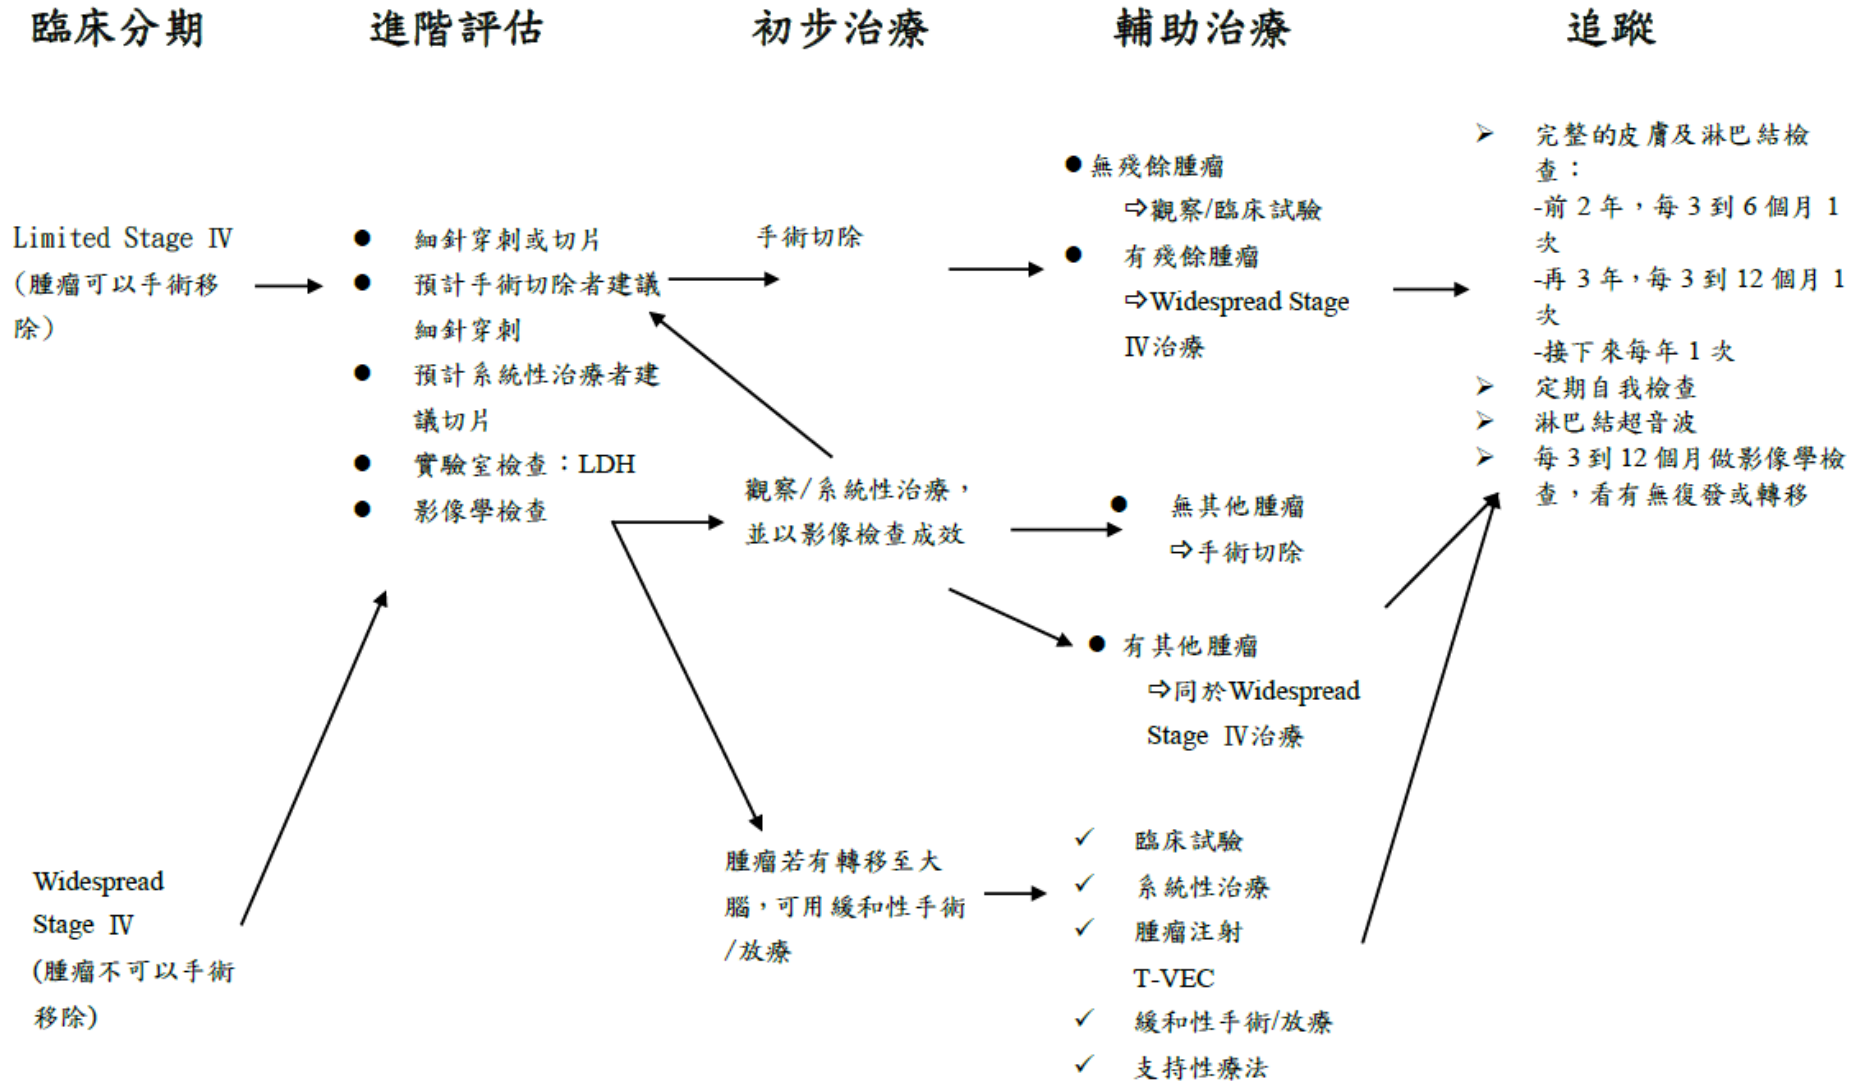 臨床分期
進階評估
初步治療
輔助治療
追蹤
Limited Stage Ⅳ
(腫瘤可以手術移
除)
Widespread
Stage Ⅳ
(腫瘤不可以手術
移除)
● 細針穿刺或切片
● 預計手術切除者建議
細針穿刺
● 預計系統性治療者建
議切片
● 實驗室檢查：LDH
● 影像學檢查
手術切除
觀察/系統性治療，
並以影像檢查成效
腫瘤若有轉移至大
腦，可用緩和性手術
/放療
● 無殘餘腫瘤
⇨觀察/臨床試驗
● 有殘餘腫瘤
⇨Widespread Stage
Ⅳ治療
● 無其他腫瘤
⇨手術切除
● 有其他腫瘤
⇨同於Widespread
Stage Ⅳ治療
✓ 臨床試驗
✓ 系統性治療
✓ 腫瘤注射
T-VEC
✓ 緩和性手術/放療
✓ 支持性療法
➢ 完整的皮膚及淋巴結檢
查：
-前 2 年，每 3 到 6 個月 1
次
-再 3 年，每 3 到 12 個月 1
次
-接下來每年 1 次
➢ 定期自我檢查
➢ 淋巴結超音波
➢ 每 3 到 12 個月做影像學檢
查，看有無復發或轉移